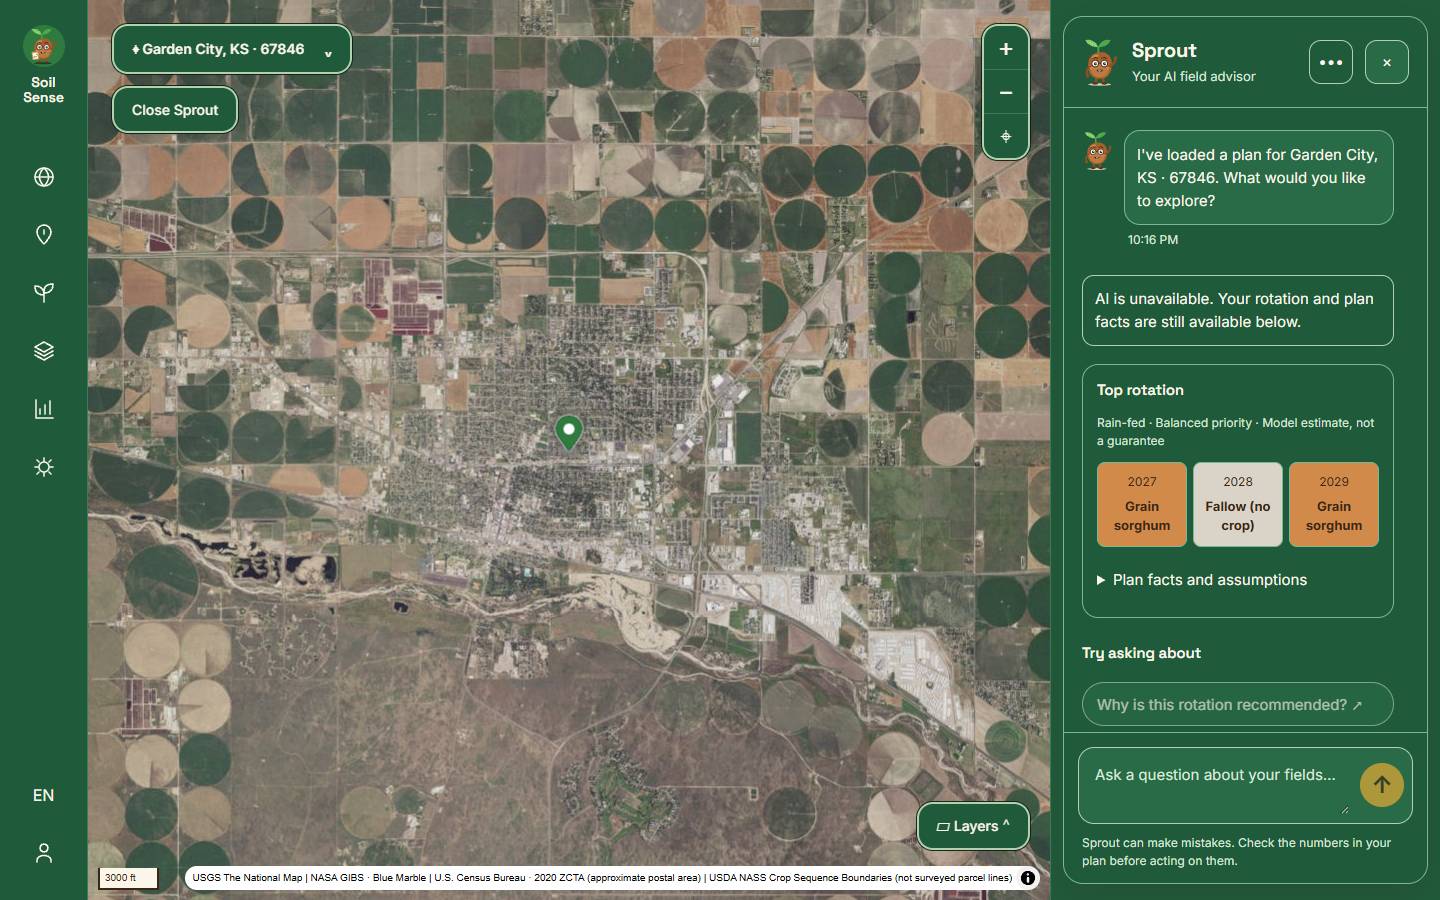 Soil
Sense
EN
Garden City, KS · 67846
Close Sprout
+
−
Layers ^
3000 ft
USGS The National Map | NASA GIBS · Blue Marble | U.S. Census Bureau · 2020 ZCTA (approximate postal area) | USDA NASS Crop Sequence Boundaries (not surveyed parcel lines)
Sprout
Your AI field advisor
I've loaded a plan for Garden City,
KS · 67846. What would you like
to explore?
10:16 PM
AI is unavailable. Your rotation and plan
facts are still available below.
Top rotation
Rain-fed · Balanced priority · Model estimate, not
a guarantee
2027
Grain
sorghum
2028
Fallow (no
crop)
2029
Grain
sorghum
Plan facts and assumptions
Try asking about
Why is this rotation recommended? ↗
Ask a question about your fields...
Sprout can make mistakes. Check the numbers in your
plan before acting on them.